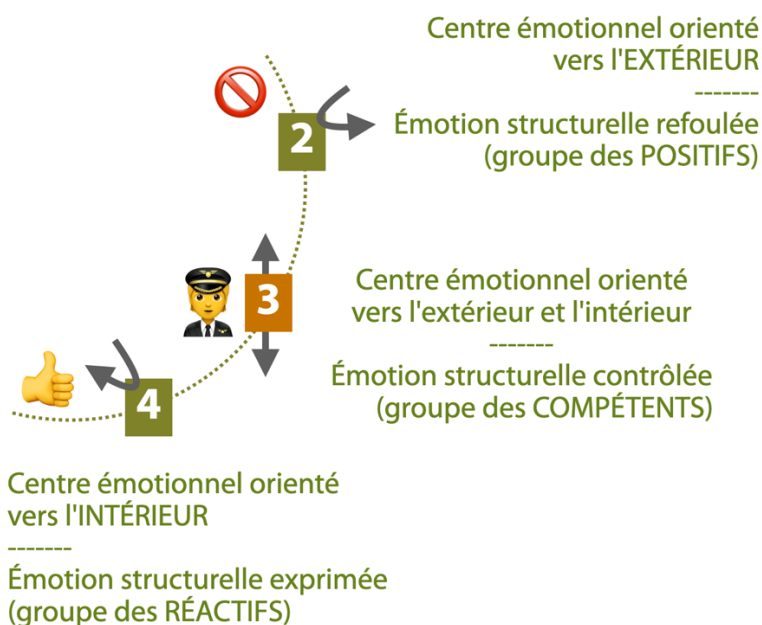 Centre émotionnel orienté
vers l'EXTÉRIEUR
-------
2
Émotion structurelle refoulée
(groupe des POSITIFS)
3
Centre émotionnel orienté
vers l'extérieur et l'intérieur
-------
Émotion structurelle contrôlée
(groupe des COMPÉTENTS)
4
Centre émotionnel orienté
vers l'INTÉRIEUR
-------
Émotion structurelle exprimée
(groupe des RÉACTIFS)